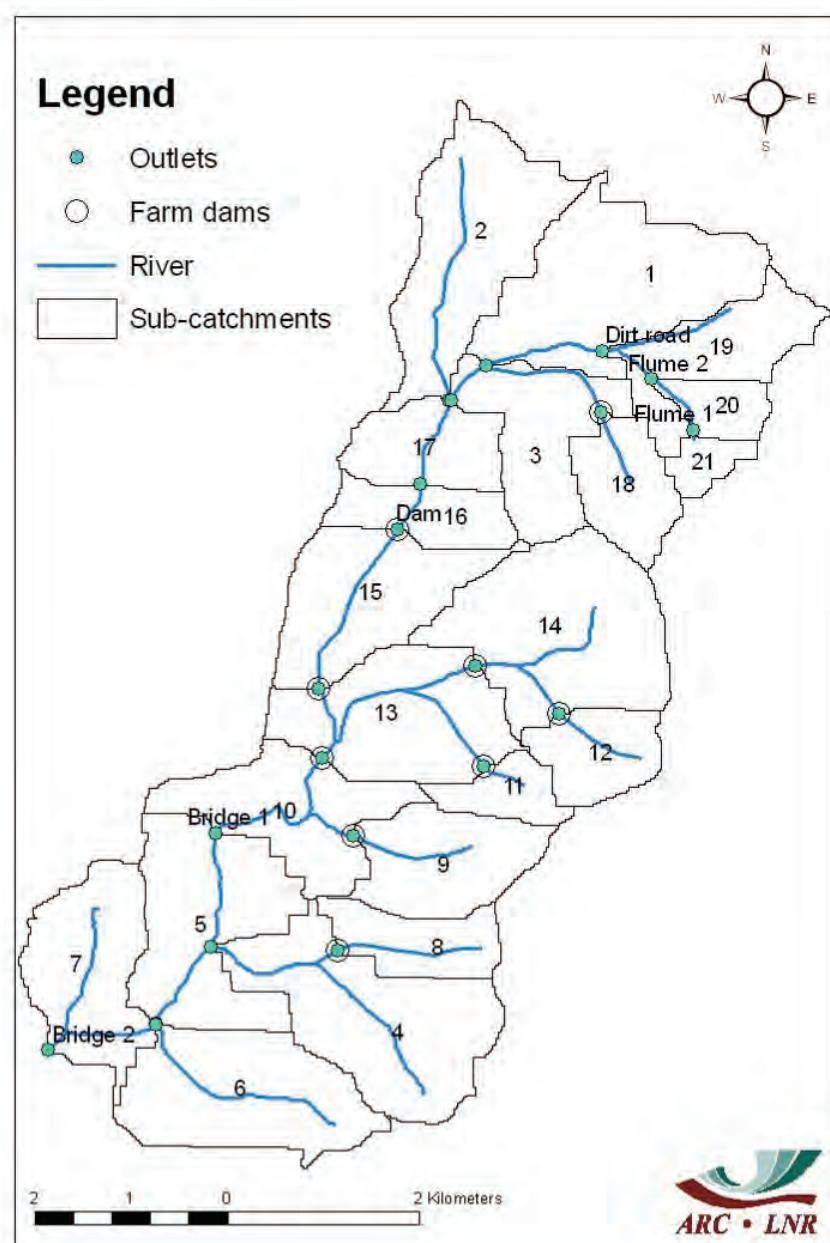 Legend
Outlets
Farm dams
River
Sub-catchments
N
W E
S
2
1
Dirt road
19
Flume 2
Flume 1 20
17
3
21
18
Dam 16
15
14
13
12
11
Bridge 1 10
9
5
8
7
4
Bridge 2
6
2 1 0 2 Kilometers
ARC • LNR